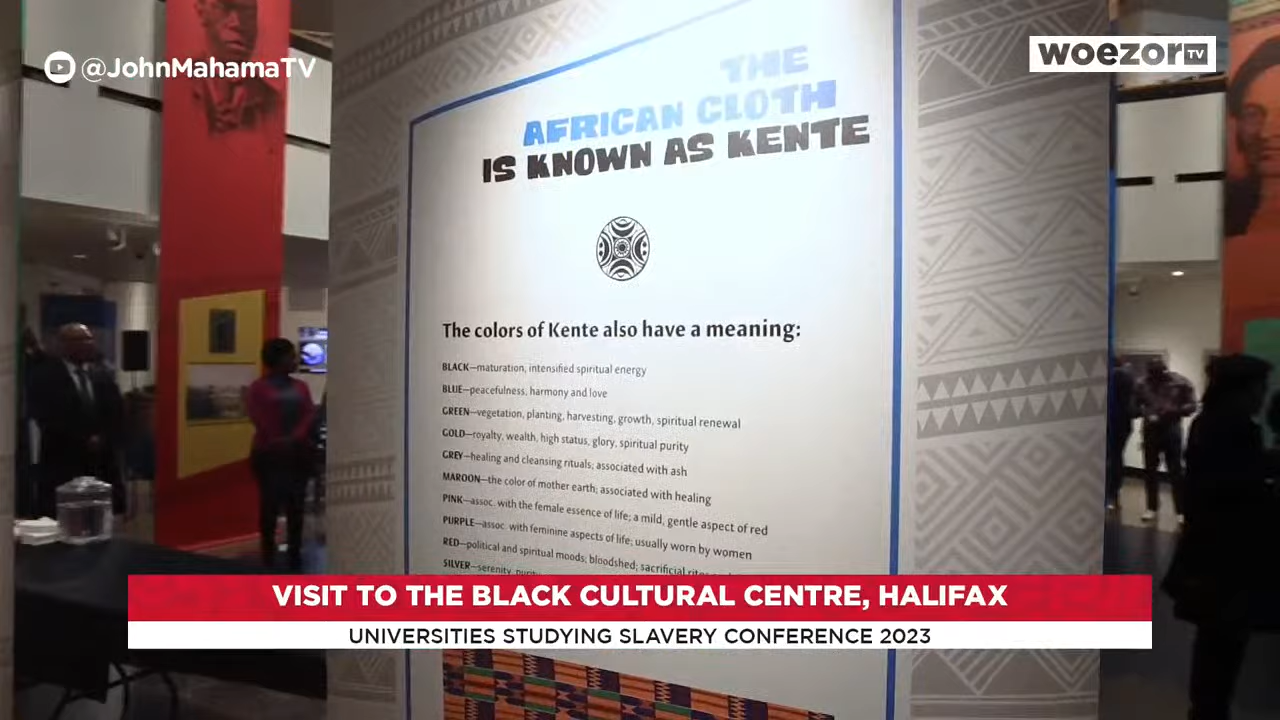 @JohnMahamaTV
woezor TV
THE
AFRICAN CLOTH
IS KNOWN AS KENTE
The colors of Kente also have a meaning:
BLACK—maturation, intensified spiritual energy
BLUE—peacefulness, harmony and love
GREEN—vegetation, planting, harvesting, growth, spiritual renewal
GOLD—royalty, wealth, high status, glory, spiritual purity
GREY—healing and cleansing rituals; associated with ash
MAROON—the color of mother earth; associated with healing
PINK—assoc. with the female essence of life; a mild, gentle aspect of red
PURPLE—assoc. with feminine aspects of life; usually worn by women
RED—political and spiritual moods; bloodshed; sacrificial
SILVER—serenity,
VISIT TO THE BLACK CULTURAL CENTRE, HALIFAX
UNIVERSITIES STUDYING SLAVERY CONFERENCE 2023